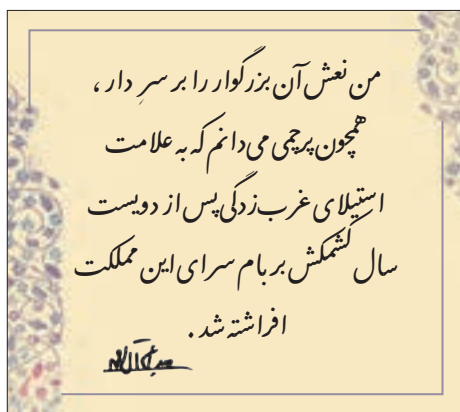 من نعش آن بزرگوار را بر سرِ دار ،
همچون پرچمی می‌دانم که به علامت
استیلای غرب‌زدگی پس از دویست
سال کشمکش بر بام سرای این مملکت
افراشته شد .